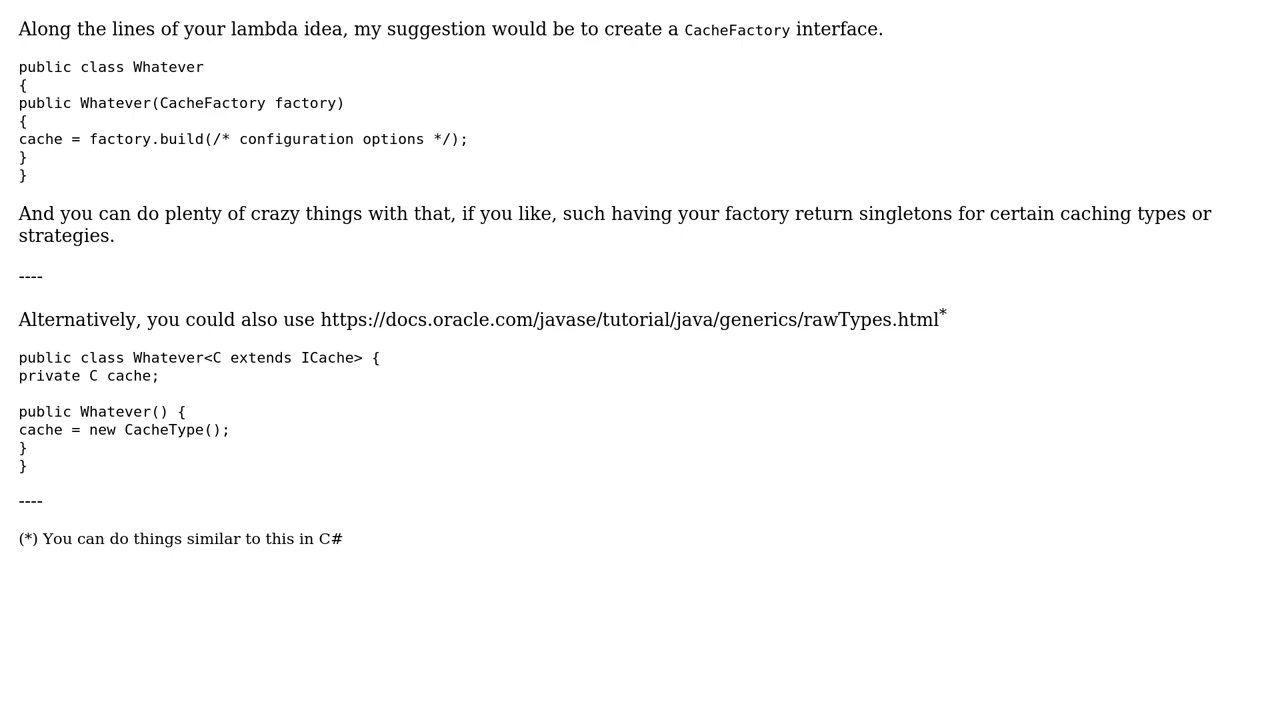 Along the lines of your lambda idea, my suggestion would be to create a CacheFactory interface.
public class Whatever
{
public Whatever(CacheFactory factory)
{
cache = factory.build(/* configuration options */);
}
}
And you can do plenty of crazy things with that, if you like, such having your factory return singletons for certain caching types or
strategies.
----
Alternatively, you could also use https://docs.oracle.com/javase/tutorial/java/generics/rawTypes.html*
public class Whatever<C extends ICache> {
private C cache;
public Whatever() {
cache = new CacheType();
}
}
----
(*) You can do things similar to this in C#